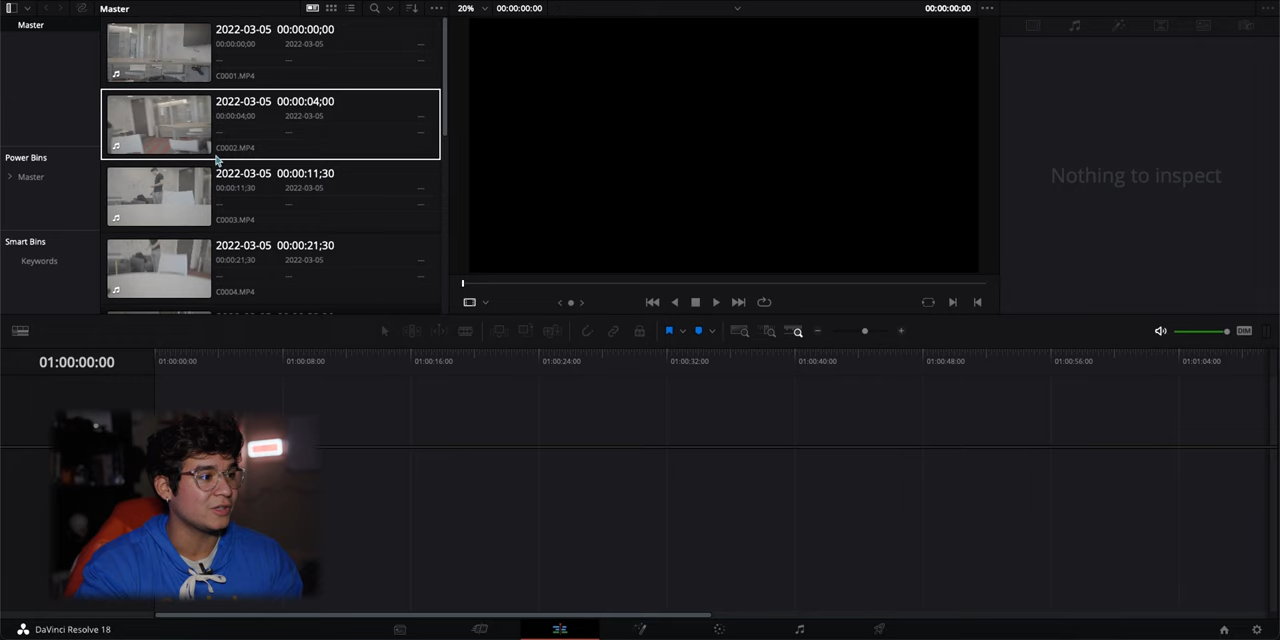 Master
20%
00:00:00:00
00:00:00:00
Master
2022-03-05 00:00:00;00
00:00:00;00
2022-03-05
C0001.MP4
2022-03-05 00:00:04;00
00:00:04;00
2022-03-05
C0002.MP4
2022-03-05 00:00:11;30
00:00:11;30
2022-03-05
C0003.MP4
2022-03-05 00:00:21;30
00:00:21;30
2022-03-05
C0004.MP4
Power Bins
Master
Smart Bins
Keywords
Nothing to inspect
DIM
01:00:00:00
01:00:00:00
01:00:08:00
01:00:16:00
01:00:24:00
01:00:32:00
01:00:40:00
01:00:48:00
01:00:56:00
01:01:04:00
DaVinci Resolve 18